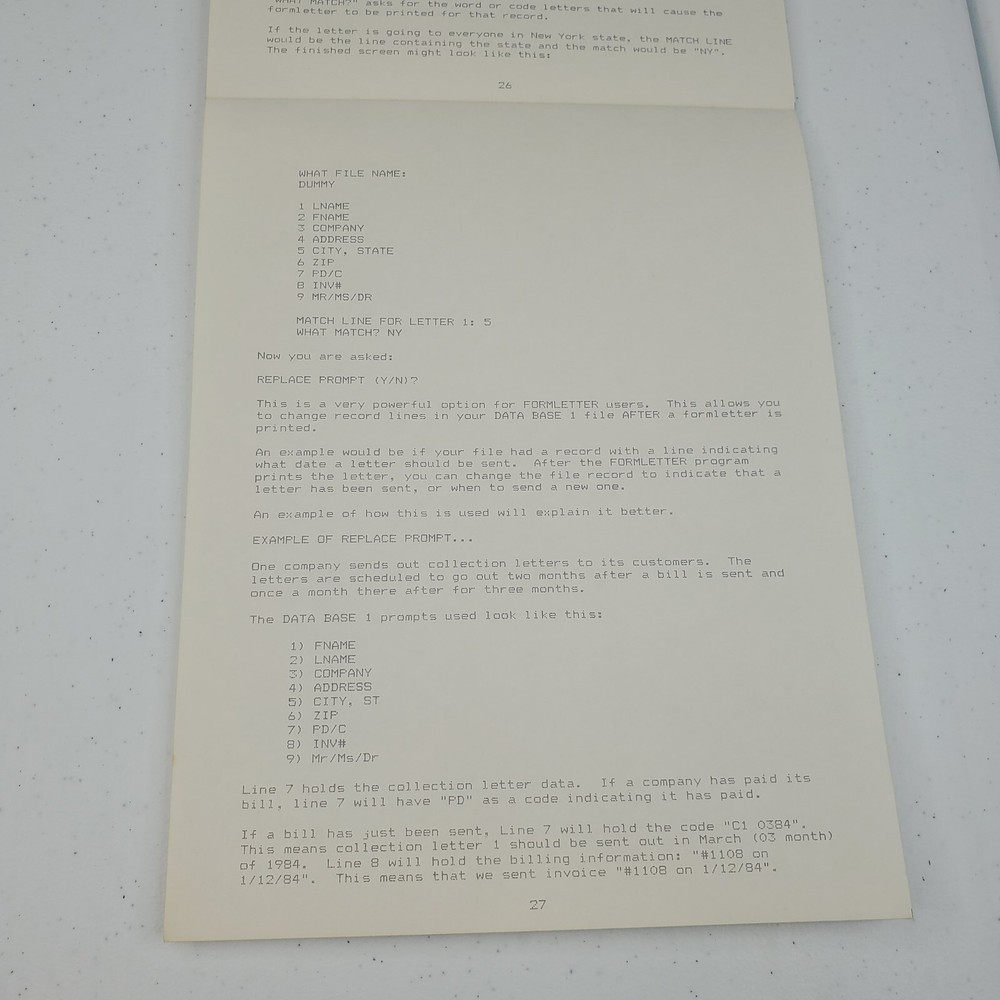 "WHAT MATCH?" asks for the word or code letters that will cause the
formletter to be printed for that record.
If the letter is going to everyone in New York state, the MATCH LINE
would be the line containing the state and the match would be "NY".
The finished screen might look like this:
26
WHAT FILE NAME:
DUMMY
1 LNAME
2 FNAME
3 COMPANY
4 ADDRESS
5 CITY, STATE
6 ZIP
7 PD/C
8 INV#
9 MR/MS/DR
MATCH LINE FOR LETTER 1: 5
WHAT MATCH? NY
Now you are asked:
REPLACE PROMPT (Y/N)?
This is a very powerful option for FORMLETTER users. This allows you
to change record lines in your DATA BASE 1 file AFTER a formletter is
printed.
An example would be if your file had a record with a line indicating
what date a letter should be sent. After the FORMLETTER program
prints the letter, you can change the file record to indicate that a
letter has been sent, or when to send a new one.
An example of how this is used will explain it better.
EXAMPLE OF REPLACE PROMPT...
One company sends out collection letters to its customers. The
letters are scheduled to go out two months after a bill is sent and
once a month there after for three months.
The DATA BASE 1 prompts used look like this:
1) FNAME
2) LNAME
3) COMPANY
4) ADDRESS
5) CITY, ST
6) ZIP
7) PD/C
8) INV#
9) Mr/Ms/Dr
Line 7 holds the collection letter data. If a company has paid its
bill, line 7 will have "PD" as a code indicating it has paid.
If a bill has just been sent, Line 7 will hold the code "C1 0384".
This means collection letter 1 should be sent out in March (03 month)
of 1984. Line 8 will hold the billing information: "#1108 on
1/12/84". This means that we sent invoice "#1108 on 1/12/84".
27